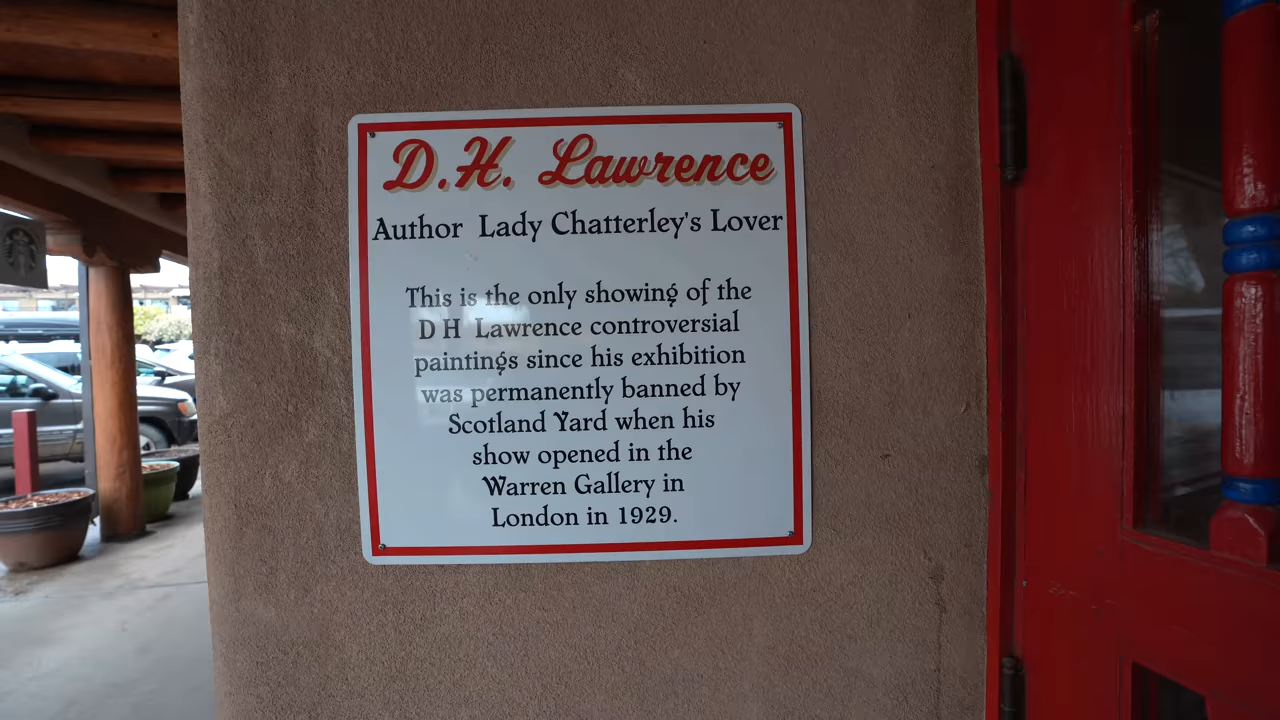 D.H. Lawrence
Author Lady Chatterley's Lover
This is the only showing of the
D H Lawrence controversial
paintings since his exhibition
was permanently banned by
Scotland Yard when his
show opened in the
Warren Gallery in
London in 1929.